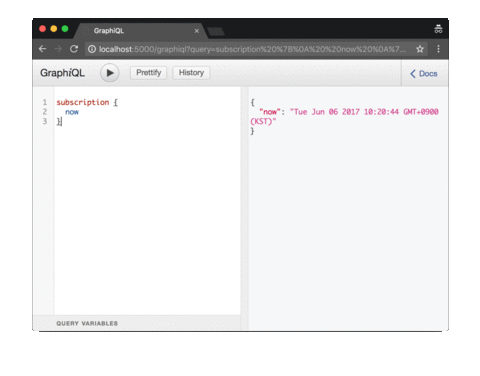 GraphiQL ×
localhost:5000/graphiql?query=subscription%20%7B%0A%20%20now%20%0A%7...
GraphiQL Prettify History < Docs
1 subscription {
2 now
3 }
{
"now": "Tue Jun 06 2017 10:20:44 GMT+0900
(KST)"
}
QUERY VARIABLES